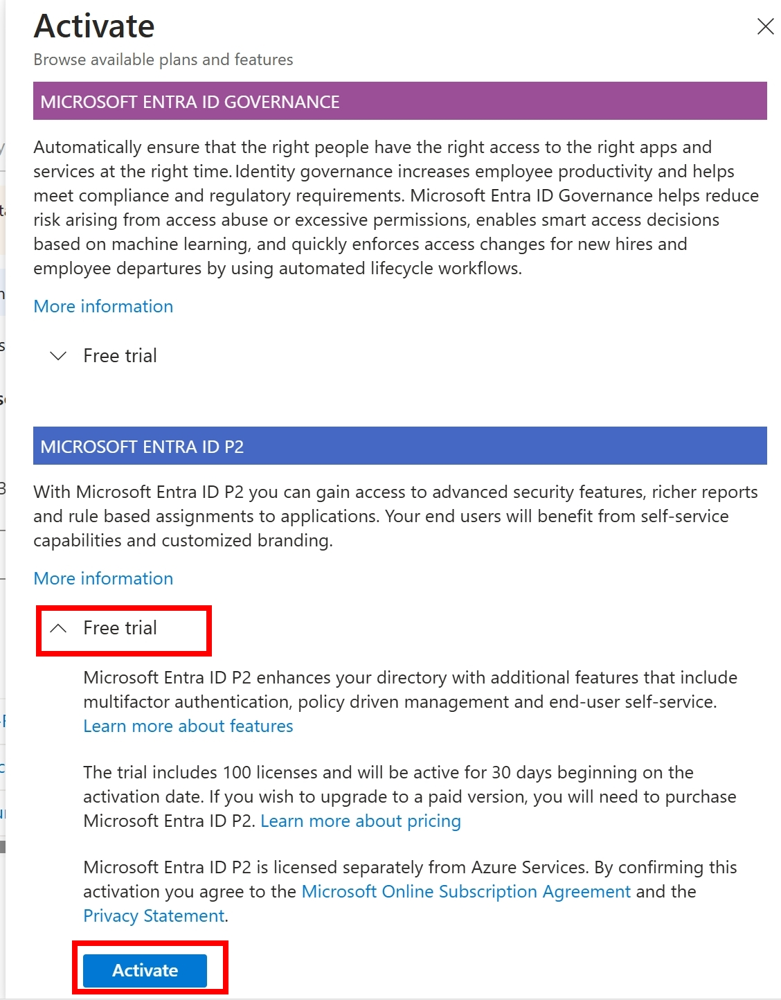 Activate
Browse available plans and features
MICROSOFT ENTRA ID GOVERNANCE
Automatically ensure that the right people have the right access to the right apps and
services at the right time. Identity governance increases employee productivity and helps
meet compliance and regulatory requirements. Microsoft Entra ID Governance helps reduce
risk arising from access abuse or excessive permissions, enables smart access decisions
based on machine learning, and quickly enforces access changes for new hires and
employee departures by using automated lifecycle workflows.
More information
Free trial
MICROSOFT ENTRA ID P2
With Microsoft Entra ID P2 you can gain access to advanced security features, richer reports
and rule based assignments to applications. Your end users will benefit from self-service
capabilities and customized branding.
More information
Free trial
Microsoft Entra ID P2 enhances your directory with additional features that include
multifactor authentication, policy driven management and end-user self-service.
Learn more about features
The trial includes 100 licenses and will be active for 30 days beginning on the
activation date. If you wish to upgrade to a paid version, you will need to purchase
Microsoft Entra ID P2. Learn more about pricing
Microsoft Entra ID P2 is licensed separately from Azure Services. By confirming this
activation you agree to the Microsoft Online Subscription Agreement and the
Privacy Statement.
Activate